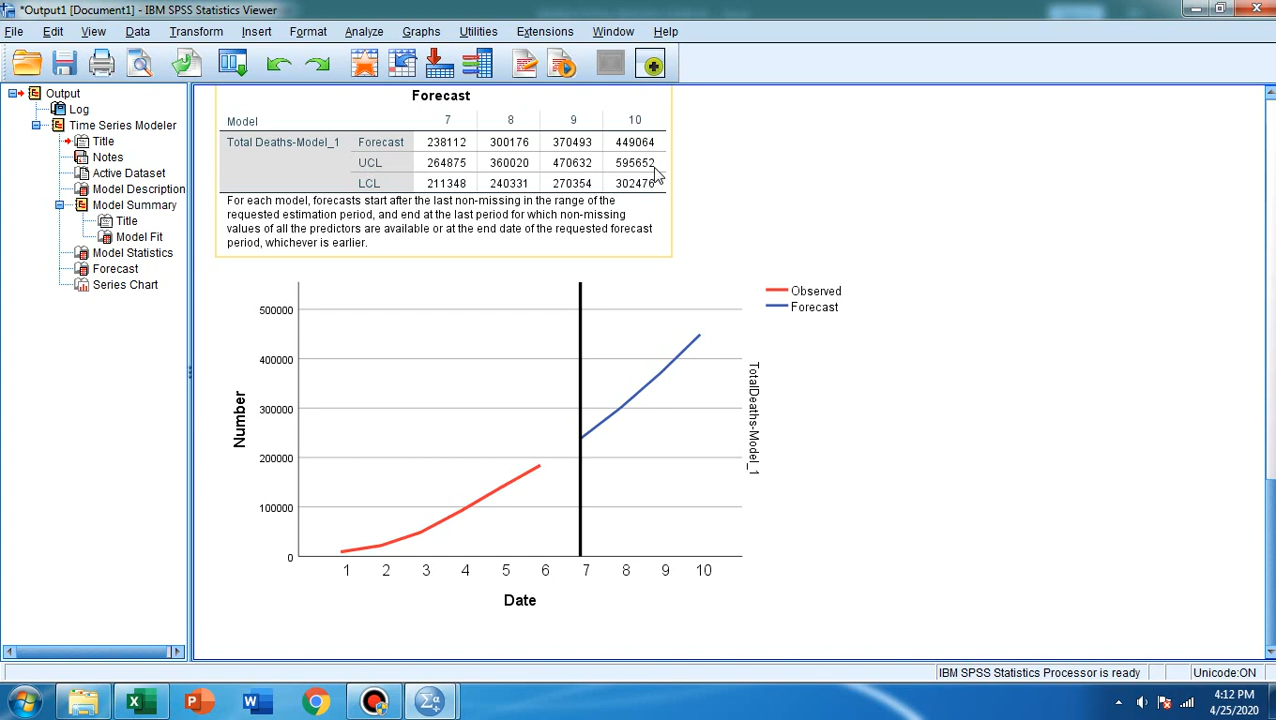 *Output1 [Document1] - IBM SPSS Statistics Viewer
File Edit View Data Transform Insert Format Analyze Graphs Utilities Extensions Window Help
Output
Log
Time Series Modeler
Title
Notes
Active Dataset
Model Description
Model Summary
Title
Model Fit
Model Statistics
Forecast
Series Chart
Forecast
Model 7 8 9 10
Total Deaths-Model_1 Forecast 238112 300176 370493 449064
UCL 264875 360020 470632 595652
LCL 211348 240331 270354 302476
For each model, forecasts start after the last non-missing in the range of the
requested estimation period, and end at the last period for which non-missing
values of all the predictors are available or at the end date of the requested forecast
period, whichever is earlier.
Observed
Forecast
500000
400000
300000
200000
100000
0
Number
TotalDeaths-Model_1
1 2 3 4 5 6 7 8 9 10
Date
IBM SPSS Statistics Processor is ready
Unicode:ON
4:12 PM
4/25/2020